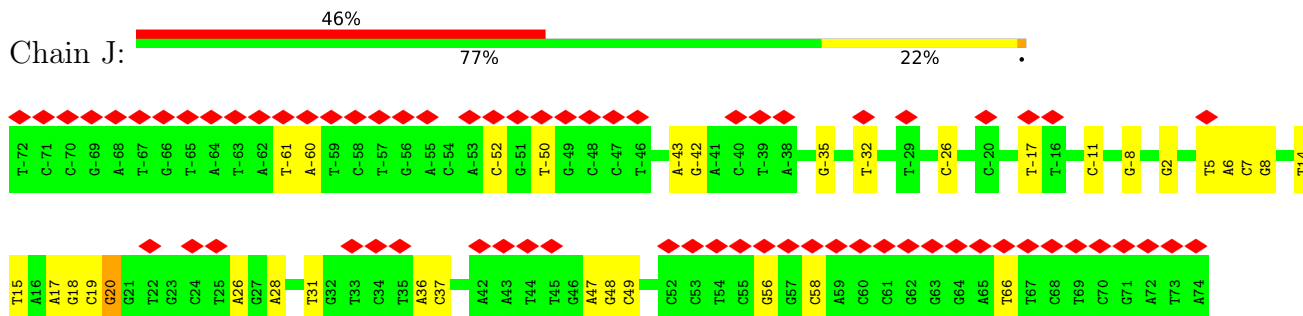 46%
Chain J:
77% 22% •
T-72 C-71 C-70 G-69 A-68 T-67 G-66 T-65 A-64 T-63 A-62 T-61 A-60 T-59 C-58 T-57 G-56 A-55 C-54 A-53 C-52 G-51 T-50 G-49 C-48 C-47 T-46 A-43 G-42 A-41 C-40 T-39 A-38 G-35 T-32 T-29 C-26 C-20 T-17 T-16 C-11 G-8 G2 T5 A6 C7 G8 T14
T15 A16 A17 G18 C19 G20 G21 T22 G23 C24 T25 A26 G27 A28 T31 G32 T33 C34 T35 A36 C37 A42 A43 T44 T45 G46 A47 G48 C49 C52 C53 T54 C55 G56 G57 C58 A59 C60 C61 G62 G63 G64 A65 T66 T67 C68 T69 C70 G71 A72 T73 A74